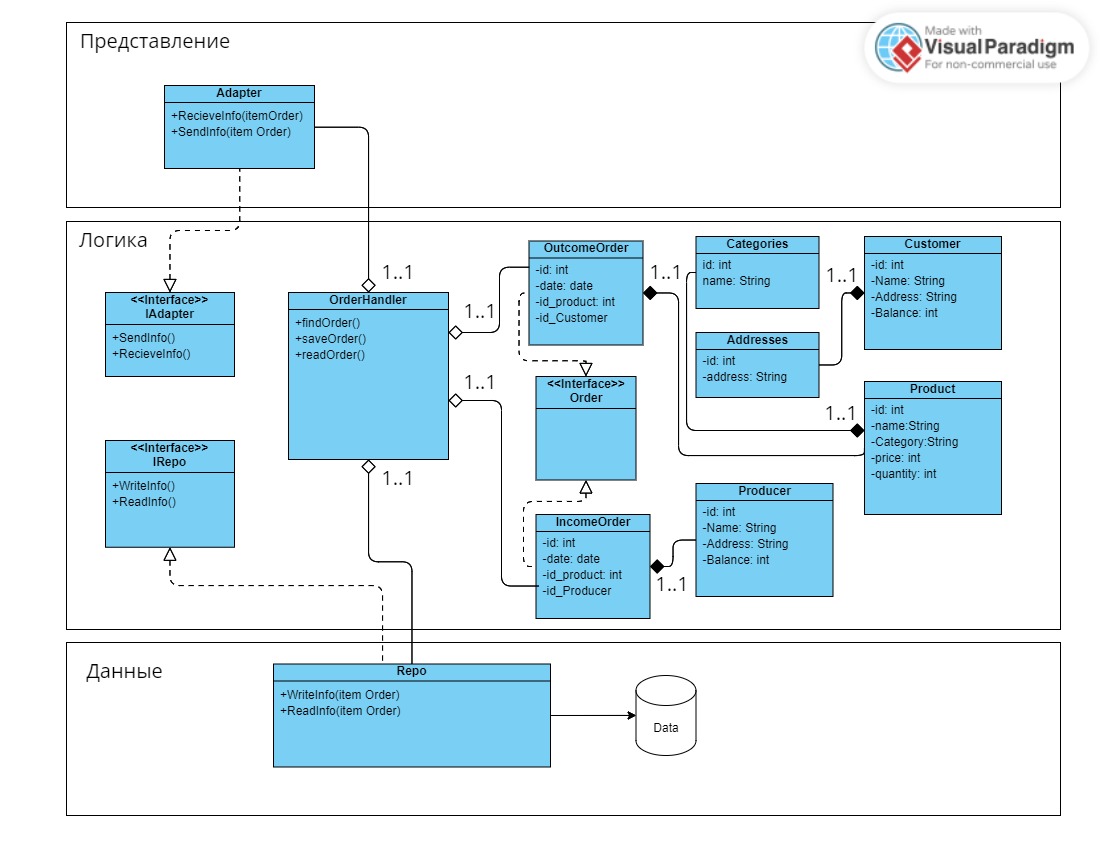 Представление
Made with
Visual Paradigm
For non-commercial use
Adapter
+RecieveInfo(itemOrder)
+SendInfo(item Order)
Логика
<<Interface>>
IAdapter
+SendInfo()
+RecieveInfo()
<<Interface>>
IRepo
+WriteInfo()
+ReadInfo()
1..1
OrderHandler
+findOrder()
+saveOrder()
+readOrder()
1..1
1..1
1..1
OutcomeOrder
-id: int
-date: date
-id_product: int
-id_Customer
1..1
<<Interface>>
Order
IncomeOrder
-id: int
-date: date
-id_product: int
-id_Producer
1..1
Categories
id: int
name: String
Addresses
-id: int
-address: String
1..1
Customer
-id: int
-Name: String
-Address: String
-Balance: int
1..1
Product
-id: int
-name:String
-Category:String
-price: int
-quantity: int
Producer
-id: int
-Name: String
-Address: String
-Balance: int
Данные
Repo
+WriteInfo(item Order)
+ReadInfo(item Order)
Data